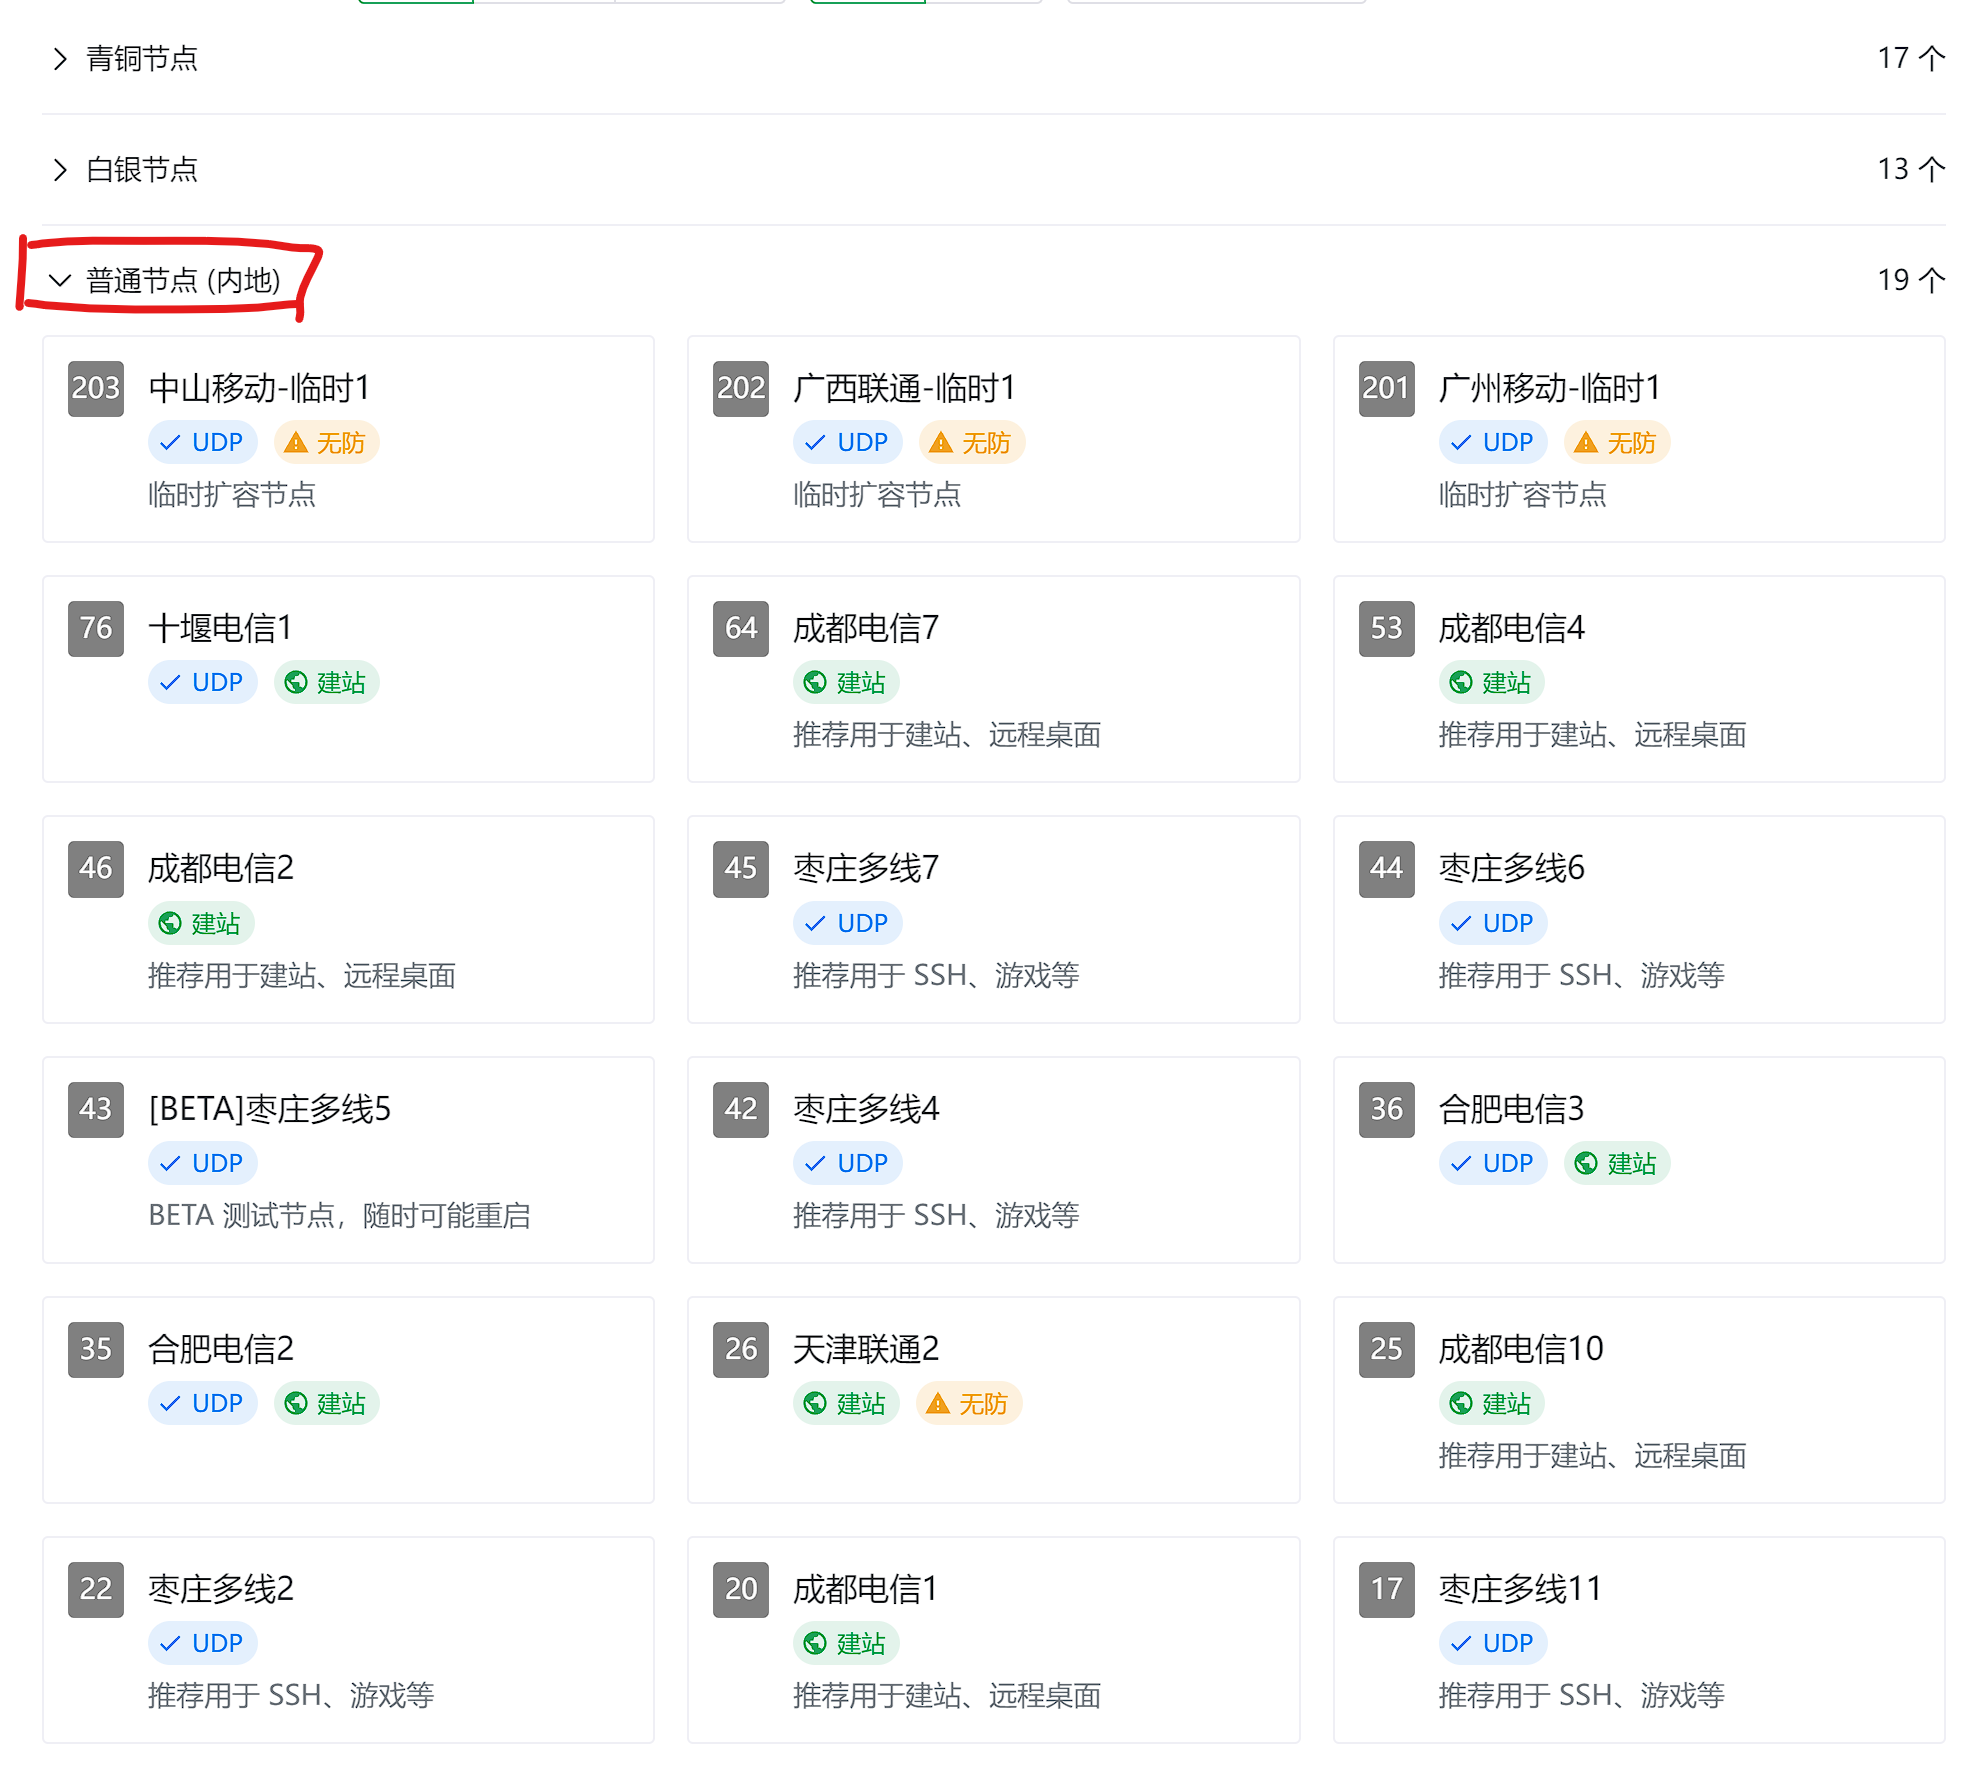 青铜节点 17 个
白银节点 13 个
普通节点 (内地) 19 个
203 中山移动-临时1
UDP 无防
临时扩容节点
202 广西联通-临时1
UDP 无防
临时扩容节点
201 广州移动-临时1
UDP 无防
临时扩容节点
76 十堰电信1
UDP 建站
64 成都电信7
建站
推荐用于建站、远程桌面
53 成都电信4
建站
推荐用于建站、远程桌面
46 成都电信2
建站
推荐用于建站、远程桌面
45 枣庄多线7
UDP
推荐用于 SSH、游戏等
44 枣庄多线6
UDP
推荐用于 SSH、游戏等
43 [BETA]枣庄多线5
UDP
BETA 测试节点，随时可能重启
42 枣庄多线4
UDP
推荐用于 SSH、游戏等
36 合肥电信3
UDP 建站
35 合肥电信2
UDP 建站
26 天津联通2
建站 无防
25 成都电信10
建站
推荐用于建站、远程桌面
22 枣庄多线2
UDP
推荐用于 SSH、游戏等
20 成都电信1
建站
推荐用于建站、远程桌面
17 枣庄多线11
UDP
推荐用于 SSH、游戏等